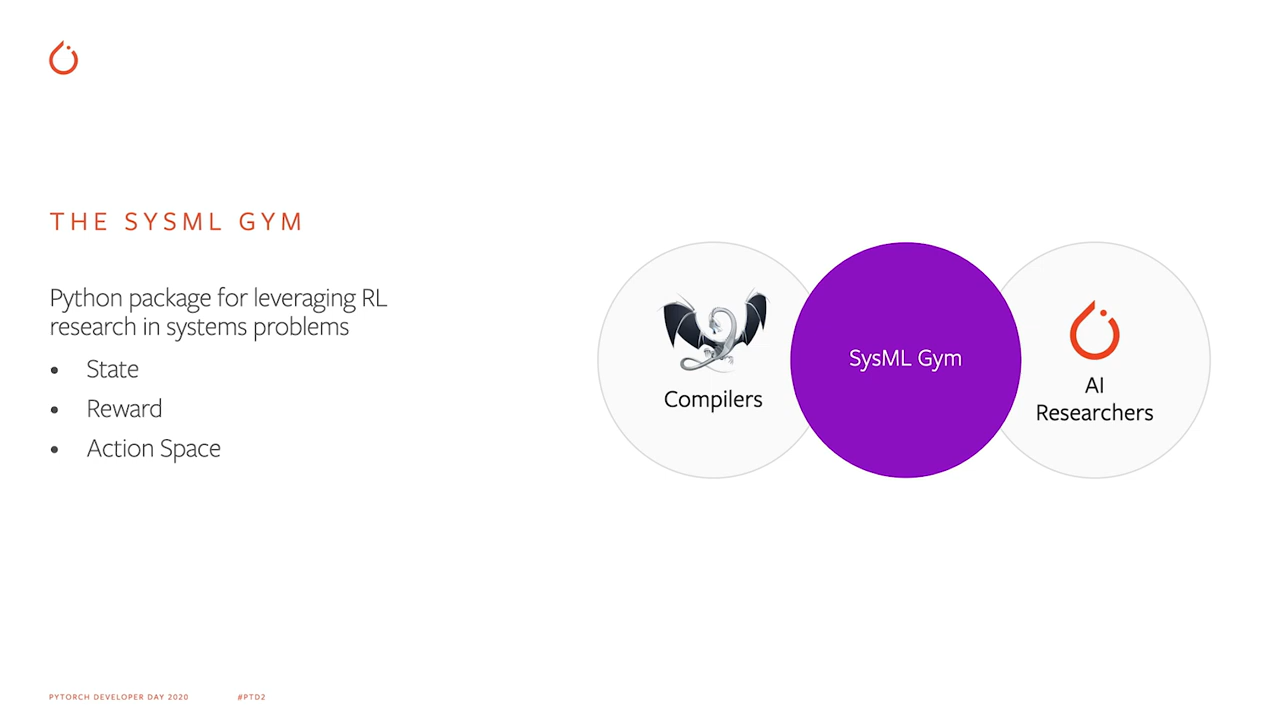 THE SYSML GYM
Python package for leveraging RL
research in systems problems
• State
• Reward
• Action Space
Compilers
SysML Gym
AI
Researchers
PYTORCH DEVELOPER DAY 2020
#PTD2